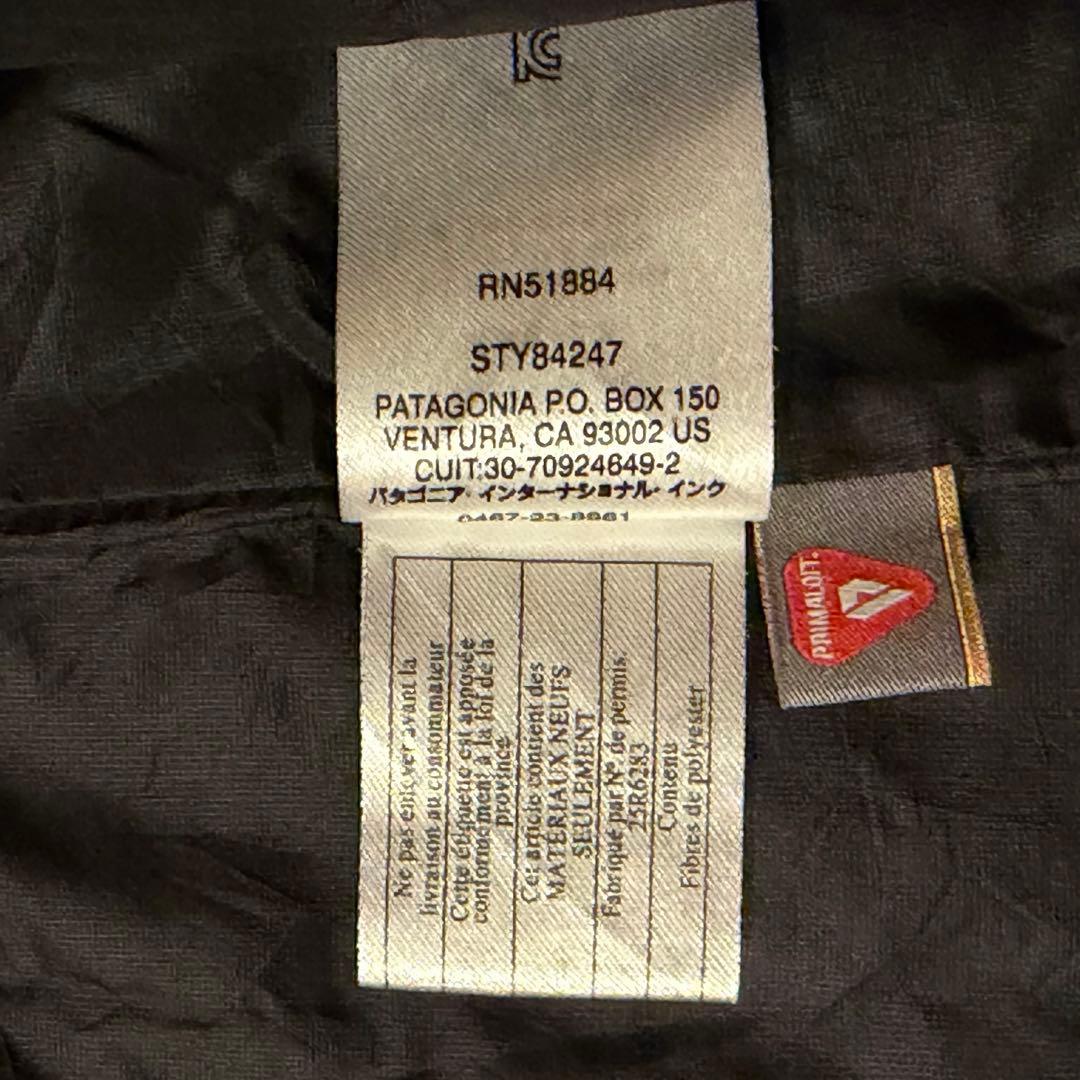 RN51884
STY84247
PATAGONIA P.O. BOX 150
VENTURA, CA 93002 US
CUIT:30-70924649-2
パタゴニア・インターナショナル・インク
PRIMALOFT
Ne pas enlever avant la
livraison au consommateur
Cette étiquette est apposée
conformément à la loi de la
province
Cet article contient des
MATÉRIAUX NEUFS
SEULEMENT
Fabriqué par Nº de permis.
Contenu
Fibres de polyester